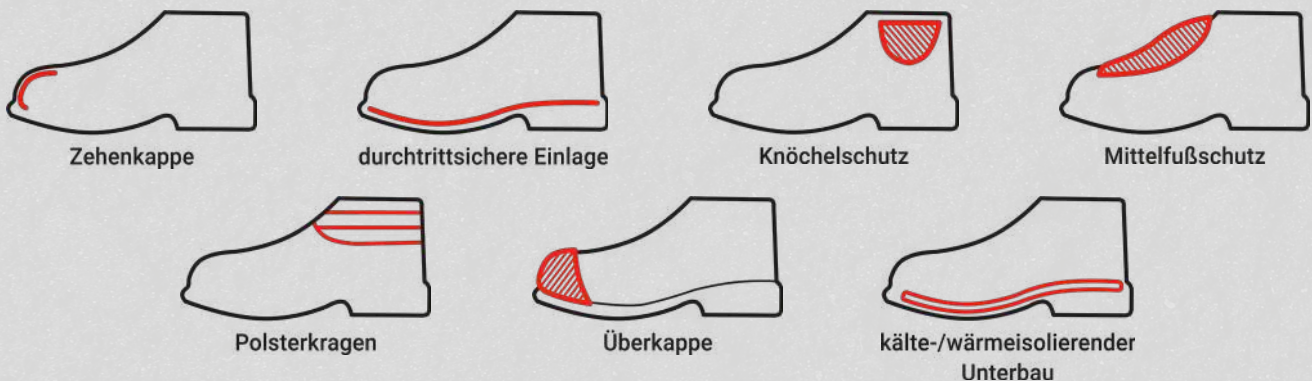 Zehenkappe
durchtrittsichere Einlage
Knöchelschutz
Mittelfußschutz
Polsterkragen
Überkappe
kälte-/wärmeisolierender
Unterbau